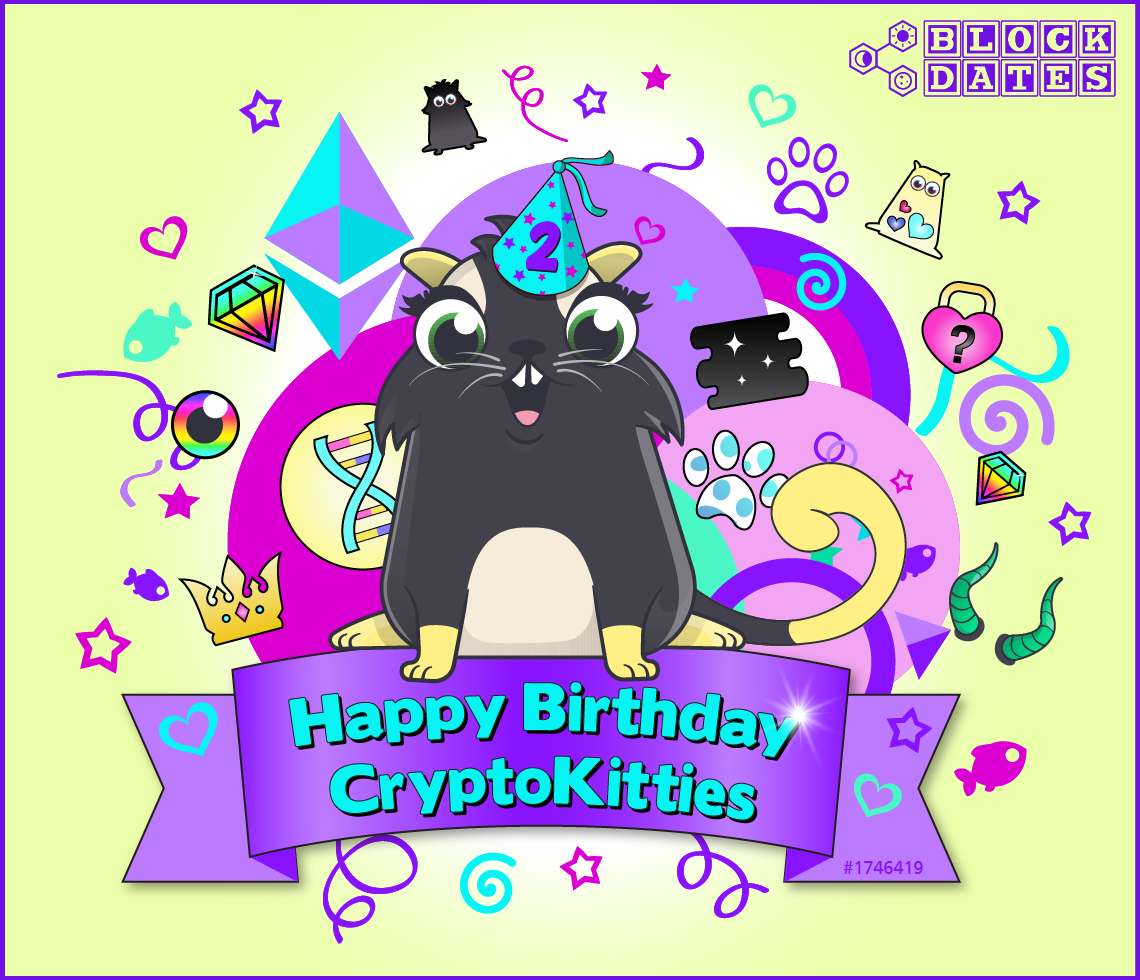 BLOCK
DATES
2
?
Happy Birthday
CryptoKitties
#1746419